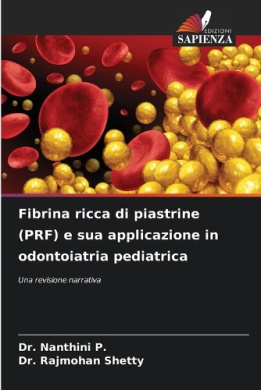 EDIZIONI
SAPIENZA
Fibrina ricca di piastrine
(PRF) e sua applicazione in
odontoiatria pediatrica
Una revisione narrativa
Dr. Nanthini P.
Dr. Rajmohan Shetty